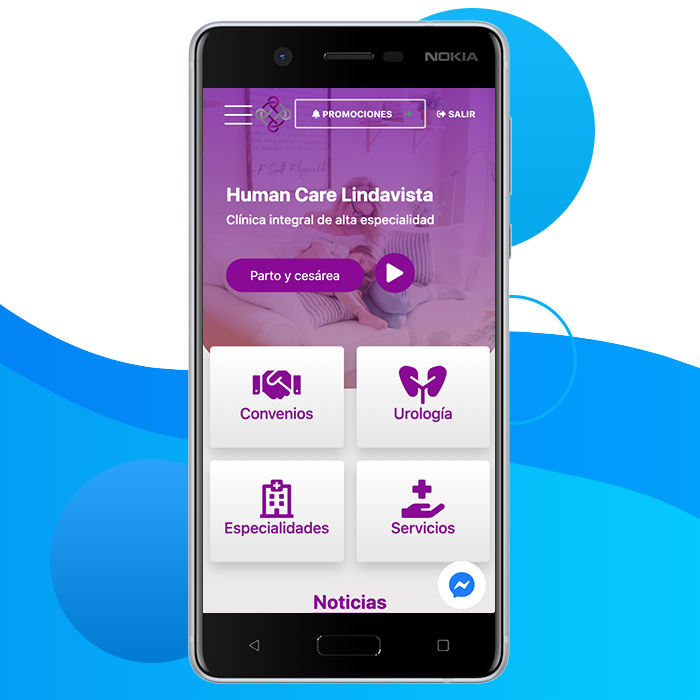 NOKIA
PROMOCIONES
SALIR
Human Care Lindavista
Clínica integral de alta especialidad
Parto y cesárea
Convenios
Urología
Especialidades
Servicios
Noticias